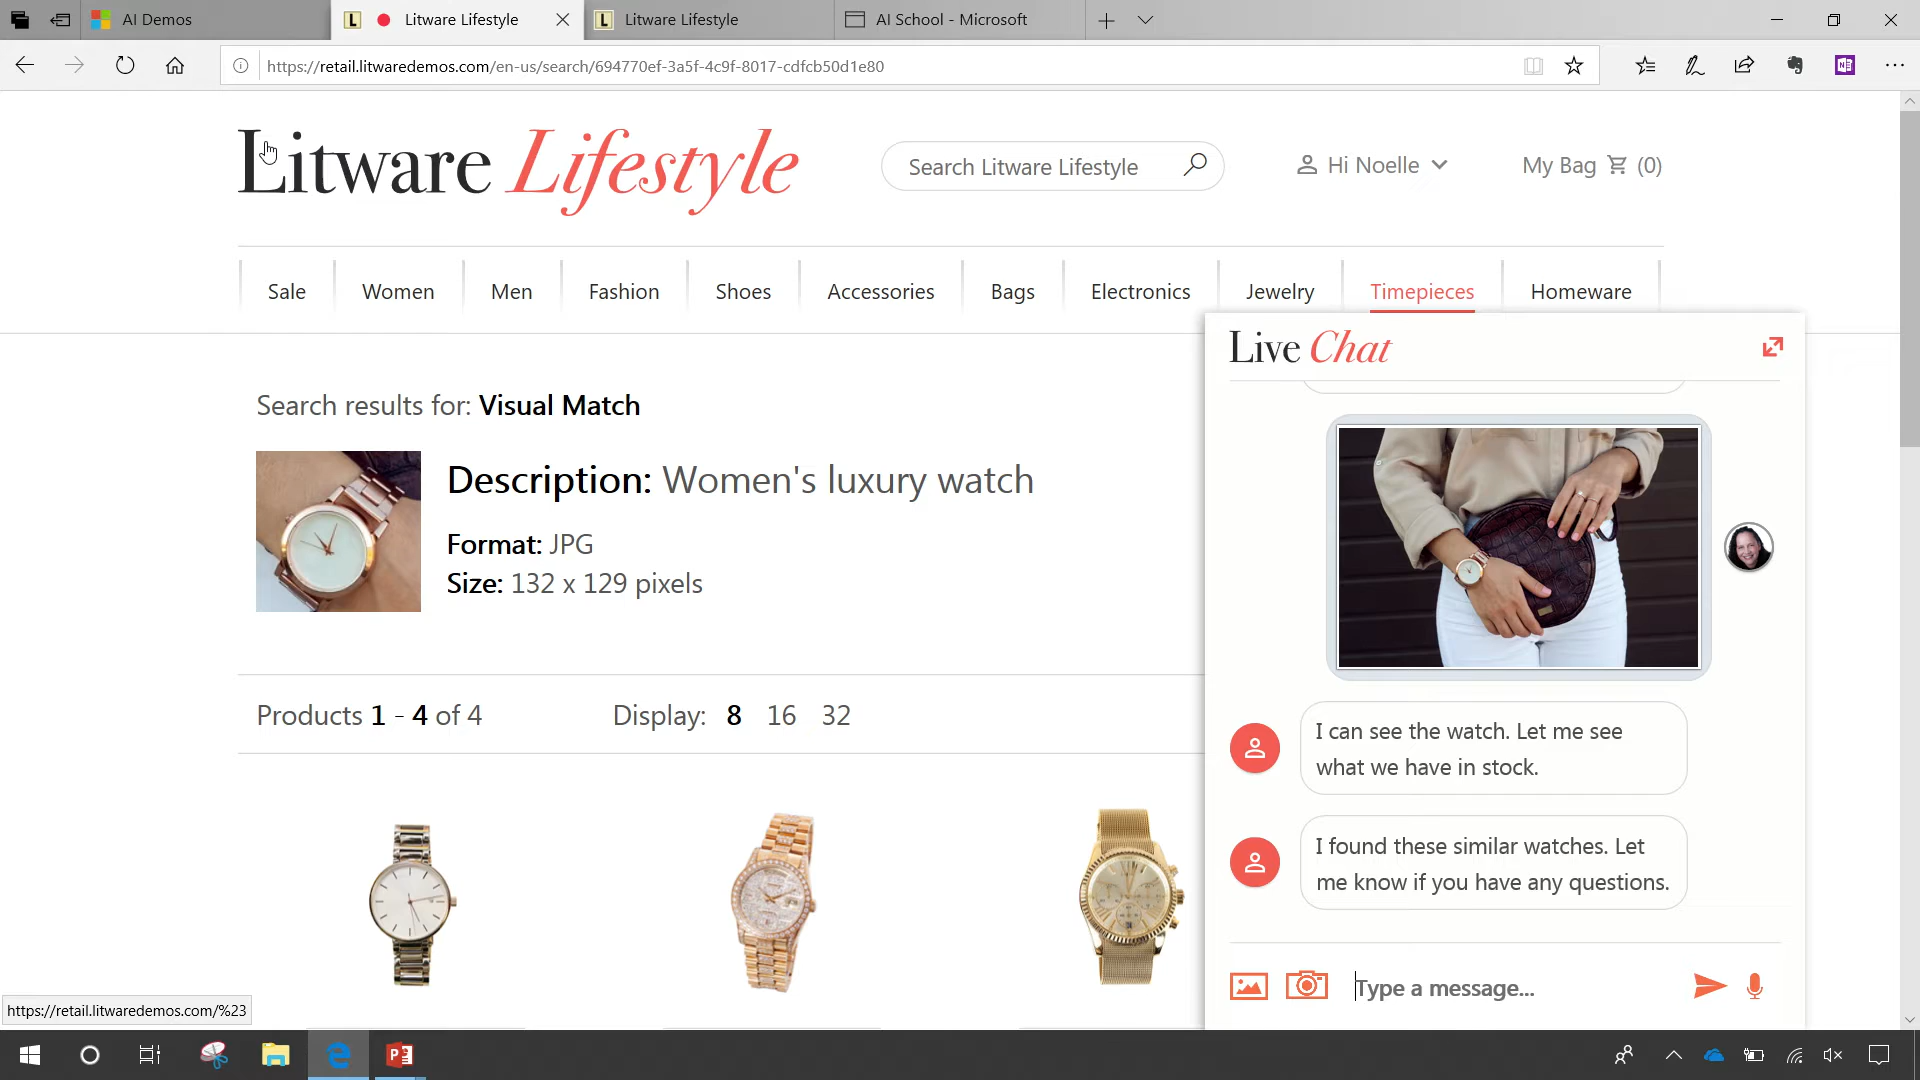 AI Demos
L Litware Lifestyle
L Litware Lifestyle
AI School - Microsoft
https://retail.litwaredemos.com/en-us/search/694770ef-3a5f-4c9f-8017-cdfcb50d1e80
Litware Lifestyle
Search Litware Lifestyle
Hi Noelle
My Bag (0)
Sale
Women
Men
Fashion
Shoes
Accessories
Bags
Electronics
Jewelry
Timepieces
Homeware
Search results for: Visual Match
Description: Women's luxury watch
Format: JPG
Size: 132 x 129 pixels
Products 1 - 4 of 4
Display: 8 16 32
Live Chat
I can see the watch. Let me see
what we have in stock.
I found these similar watches. Let
me know if you have any questions.
Type a message...
https://retail.litwaredemos.com/%23